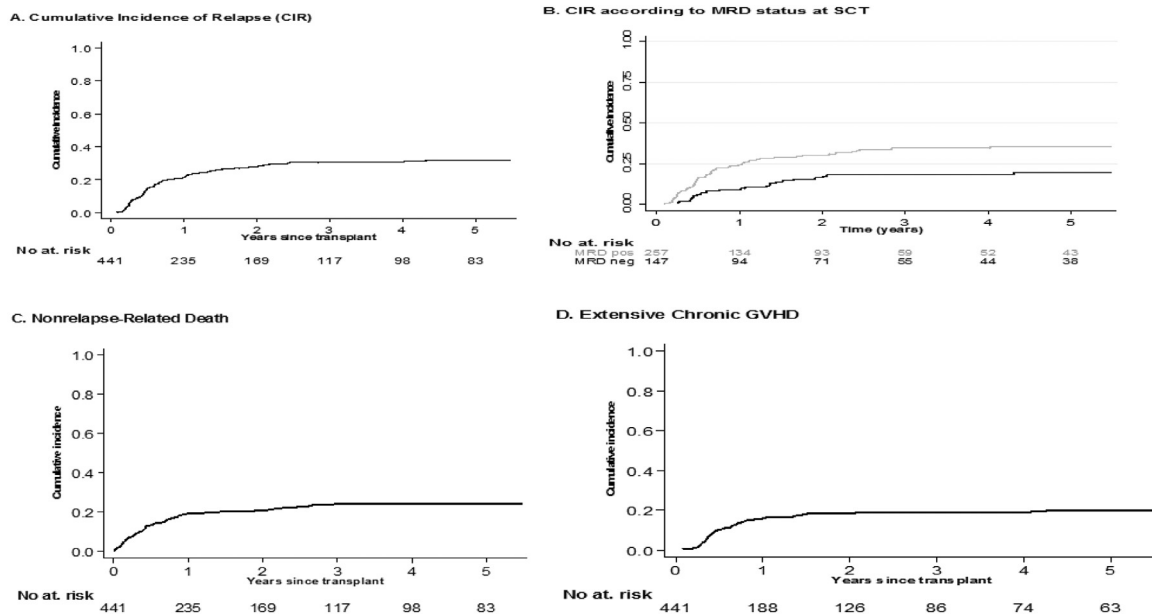 A. Cumulative Incidence of Relapse (CIR)
1.0
0.8
0.6
0.4
0.2
0.0
Cumulative incidence
0 1 2 3 4 5
Years since transplant
No at. risk
441 235 169 117 98 83
B. CIR according to MRD status at SCT
1.00
0.75
0.50
0.25
0.00
Cumulative incidence
0 1 2 3 4 5
Time (years)
No at. risk
MRD pos 257 134 93 59 52 43
MRD neg 147 94 71 55 44 38
C. Nonrelapse-Related Death
1.0
0.8
0.6
0.4
0.2
0.0
Cumulative incidence
0 1 2 3 4 5
Years since transplant
No at. risk
441 235 169 117 98 83
D. Extensive Chronic GVHD
1.0
0.8
0.6
0.4
0.2
0.0
Cumulative incidence
0 1 2 3 4 5
Years since transplant
No at. risk
441 188 126 86 74 63